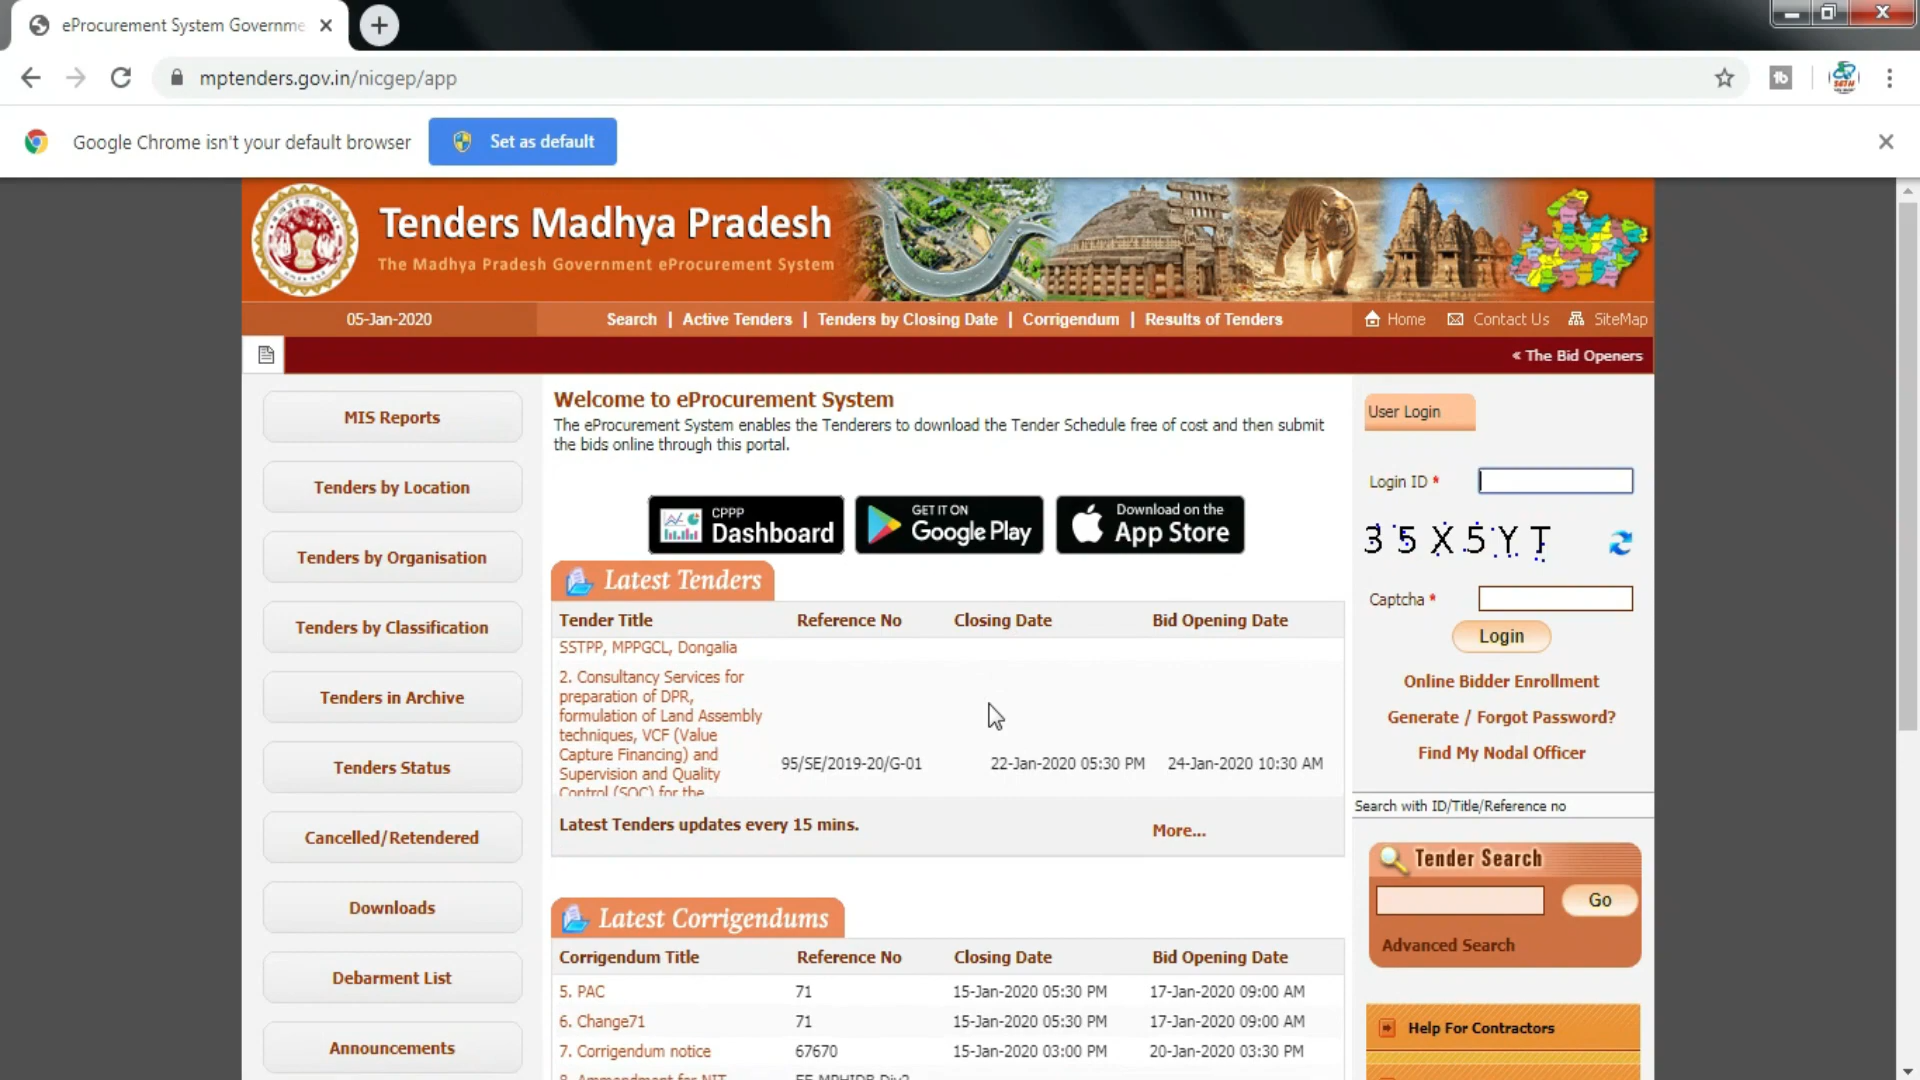 eProcurement System Governme
mptenders.gov.in/nicgep/app
Google Chrome isn't your default browser
Set as default
Tenders Madhya Pradesh
The Madhya Pradesh Government eProcurement System
05-Jan-2020
Search | Active Tenders | Tenders by Closing Date | Corrigendum | Results of Tenders
Home
Contact Us
SiteMap
« The Bid Openers
MIS Reports
Tenders by Location
Tenders by Organisation
Tenders by Classification
Tenders in Archive
Tenders Status
Cancelled/Retendered
Downloads
Debarment List
Announcements
Welcome to eProcurement System
The eProcurement System enables the Tenderers to download the Tender Schedule free of cost and then submit
the bids online through this portal.
CPPP
Dashboard
GET IT ON
Google Play
Download on the
App Store
Latest Tenders
Tender Title Reference No Closing Date Bid Opening Date
SSTPP, MPPGCL, Dongalia
2. Consultancy Services for
preparation of DPR,
formulation of Land Assembly
techniques, VCF (Value
Capture Financing) and
Supervision and Quality
Control (SQC) for the
95/SE/2019-20/G-01 22-Jan-2020 05:30 PM 24-Jan-2020 10:30 AM
Latest Tenders updates every 15 mins.
More...
Latest Corrigendums
Corrigendum Title Reference No Closing Date Bid Opening Date
5. PAC 71 15-Jan-2020 05:30 PM 17-Jan-2020 09:00 AM
6. Change71 71 15-Jan-2020 05:30 PM 17-Jan-2020 09:00 AM
7. Corrigendum notice 67670 15-Jan-2020 03:00 PM 20-Jan-2020 03:30 PM
8. Ammendment for NIT
User Login
Login ID *
35X5YT
Captcha *
Login
Online Bidder Enrollment
Generate / Forgot Password?
Find My Nodal Officer
Search with ID/Title/Reference no
Tender Search
Go
Advanced Search
Help For Contractors